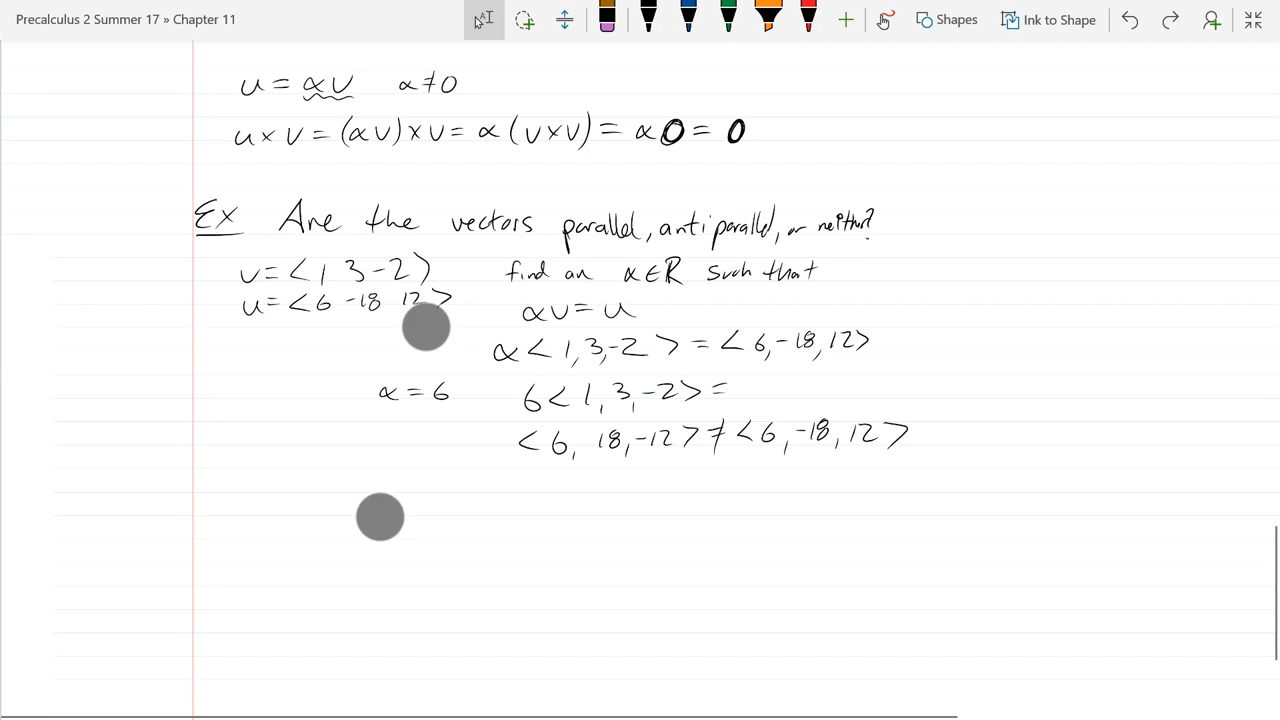 Precalculus 2 Summer 17 » Chapter 11
Shapes
Ink to Shape
u = αv α ≠ 0
u × v = (αv) × v = α(v×v) = α0 = 0
Ex Are the vectors parallel, antiparallel, or neither?
v = <1 3 -2> find an α∈R such that
u = <6 -18 12> αv = u
α<1, 3, -2> = <6, -18, 12>
α = 6 6<1, 3, -2> =
<6, 18, -12> ≠ <6, -18, 12>